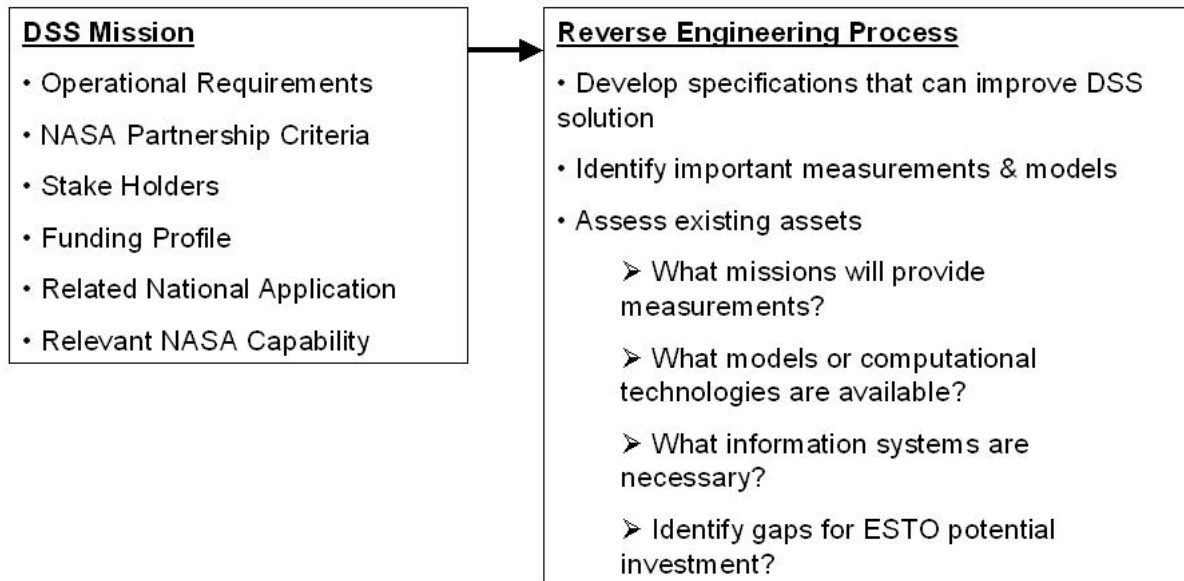 DSS Mission
• Operational Requirements
• NASA Partnership Criteria
• Stake Holders
• Funding Profile
• Related National Application
• Relevant NASA Capability
Reverse Engineering Process
• Develop specifications that can improve DSS
solution
• Identify important measurements & models
• Assess existing assets
➢ What missions will provide
measurements?
➢ What models or computational
technologies are available?
➢ What information systems are
necessary?
➢ Identify gaps for ESTO potential
investment?